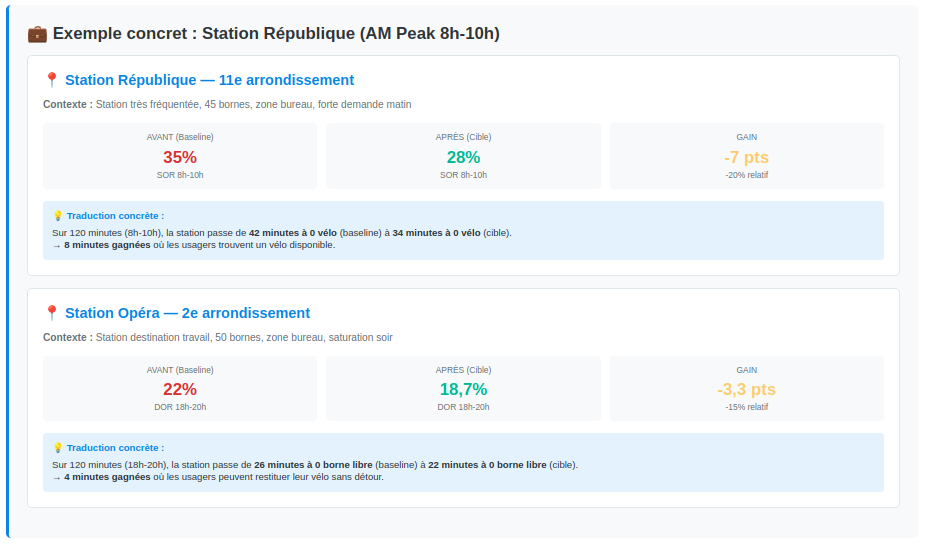 💼 Exemple concret : Station République (AM Peak 8h-10h)
📍 Station République — 11e arrondissement
Contexte : Station très fréquentée, 45 bornes, zone bureau, forte demande matin
AVANT (Baseline)
35%
SOR 8h-10h
APRÈS (Cible)
28%
SOR 8h-10h
GAIN
-7 pts
-20% relatif
💡 Traduction concrète :
Sur 120 minutes (8h-10h), la station passe de 42 minutes à 0 vélo (baseline) à 34 minutes à 0 vélo (cible).
→ 8 minutes gagnées où les usagers trouvent un vélo disponible.
📍 Station Opéra — 2e arrondissement
Contexte : Station destination travail, 50 bornes, zone bureau, saturation soir
AVANT (Baseline)
22%
DOR 18h-20h
APRÈS (Cible)
18,7%
DOR 18h-20h
GAIN
-3,3 pts
-15% relatif
💡 Traduction concrète :
Sur 120 minutes (18h-20h), la station passe de 26 minutes à 0 borne libre (baseline) à 22 minutes à 0 borne libre (cible).
→ 4 minutes gagnées où les usagers peuvent restituer leur vélo sans détour.